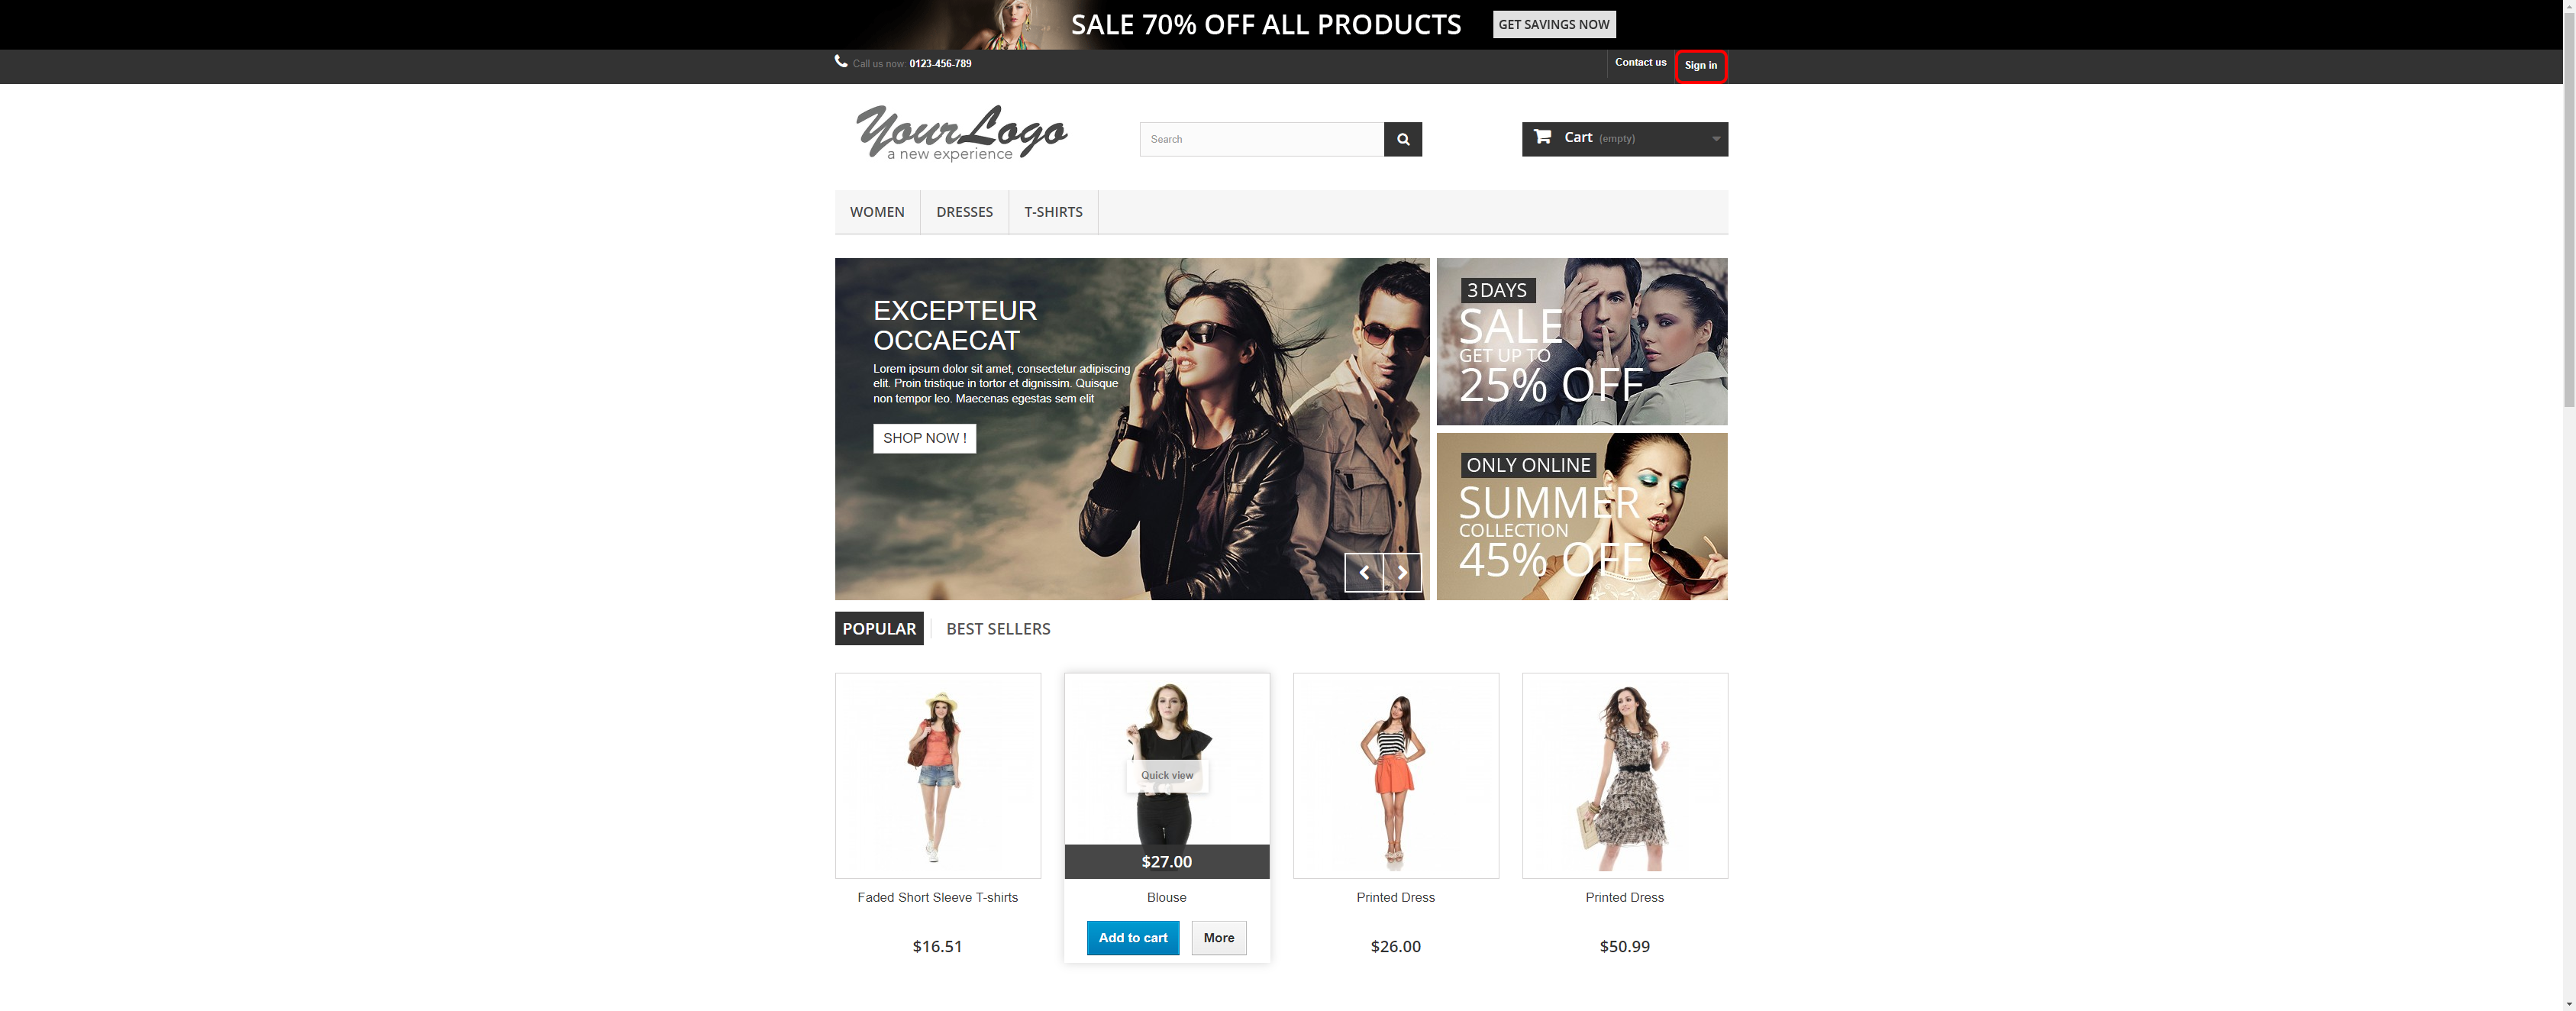 SALE 70% OFF ALL PRODUCTS GET SAVINGS NOW
Call us now: 0123-456-789
Contact us
Sign in
YourLogo
a new experience
Search
Cart (empty)
WOMEN
DRESSES
T-SHIRTS
EXCEPTEUR
OCCAECAT
Lorem ipsum dolor sit amet, consectetur adipiscing
elit. Proin tristique in tortor et dignissim. Quisque
non tempor leo. Maecenas egestas sem elit
SHOP NOW !
3 DAYS
SALE
GET UP TO
25% OFF
ONLY ONLINE
SUMMER
COLLECTION
45% OFF
POPULAR
BEST SELLERS
Faded Short Sleeve T-shirts
$16.51
Quick view
$27.00
Blouse
Add to cart
More
Printed Dress
$26.00
Printed Dress
$50.99